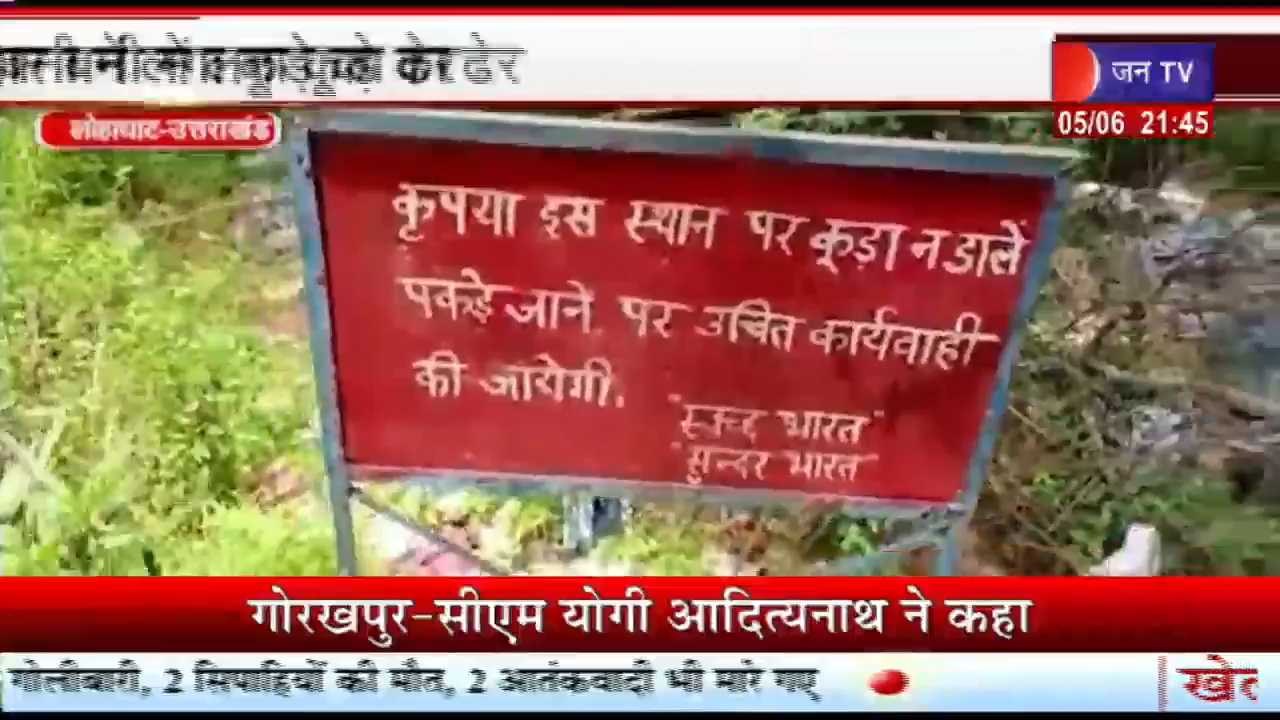 केर ढेर
जन TV
05/06 21:45
लोहाघाट-उत्तराखंड
कृपया इस स्थान पर कूड़ा न डालें
पकड़े जाने पर उचित कार्यवाही
की जायेगी.
"स्वच्छ भारत"
"सुन्दर भारत"
गोरखपुर-सीएम योगी आदित्यनाथ ने कहा
गोलीबारी, 2 सिपाहियों की मौत, 2 आतंकवादी भी मारे गए